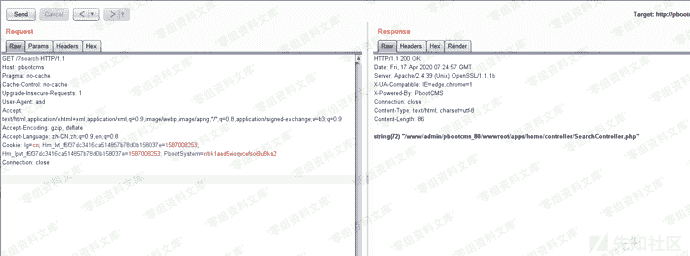 Send
Cancel
<
>
Target: http://pboot
Request
Response
Raw Params Headers Hex
Raw Headers Hex Render
GET /?search HTTP/1.1
Host: pbootcms
Pragma: no-cache
Cache-Control: no-cache
Upgrade-Insecure-Requests: 1
User-Agent: asd
Accept:
text/html,application/xhtml+xml,application/xml;q=0.9,image/webp,image/apng,*/*;q=0.8,application/signed-exchange;v=b3;q=0.9
Accept-Encoding: gzip, deflate
Accept-Language: zh-CN,zh;q=0.9,en;q=0.8
Cookie: lg=cn;
Connection: close
HTTP/1.1 200 OK
Date: Fri, 17 Apr 2020 07:24:57 GMT
Server: Apache/2.4.39 (Unix) OpenSSL/1.1.1b
X-UA-Compatible: IE=edge,chrome=1
X-Powered-By: PbootCMS
Connection: close
Content-Type: text/html; charset=utf-8
Content-Length: 86
string(72) "/www/admin/pbootcms_80/wwwroot/apps/home/controller/SearchController.php"
零组资料文库
先知社区